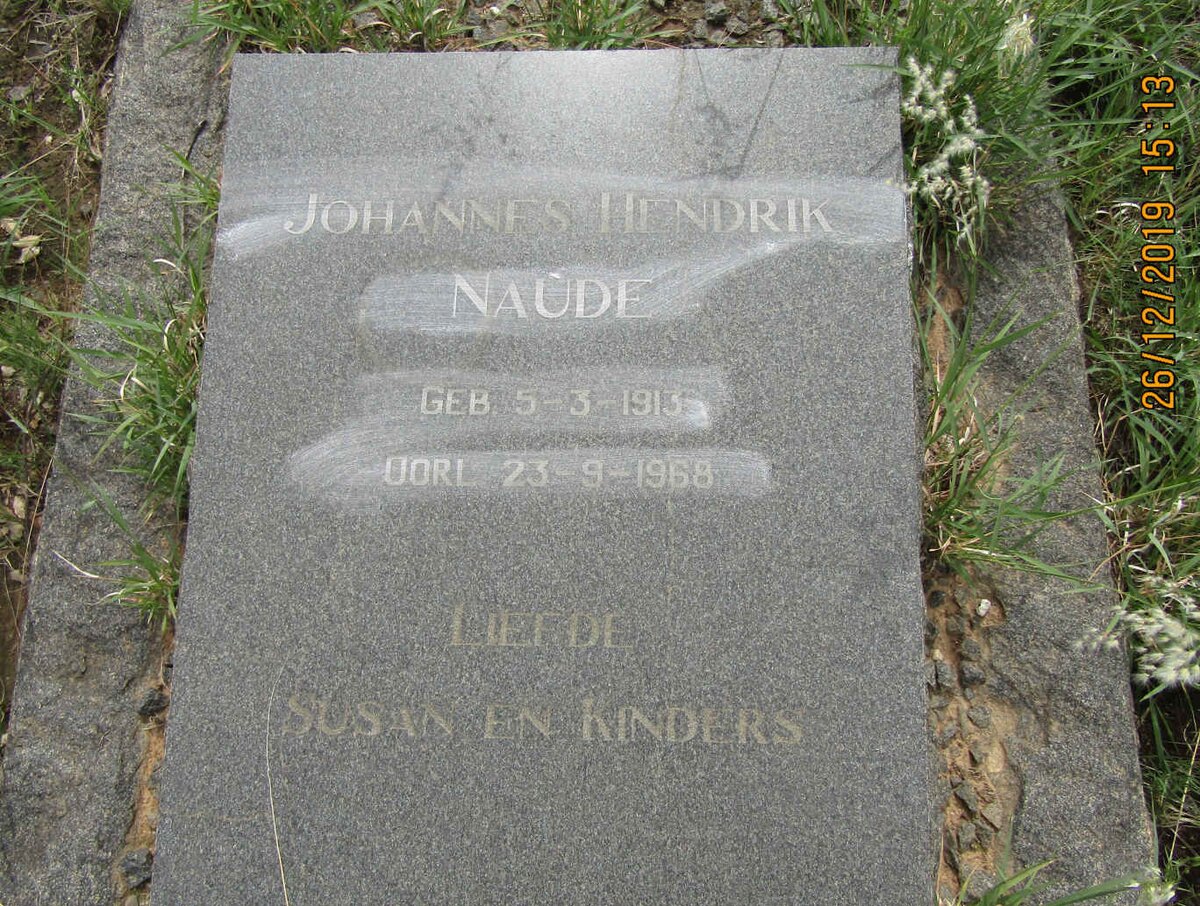 JOHANNES HENDRIK
NAUDE
GEB. 5-3-1913
OORL. 23-9-1968
LIEFDE
SUSAN EN KINDERS
26/12/2019 15:13